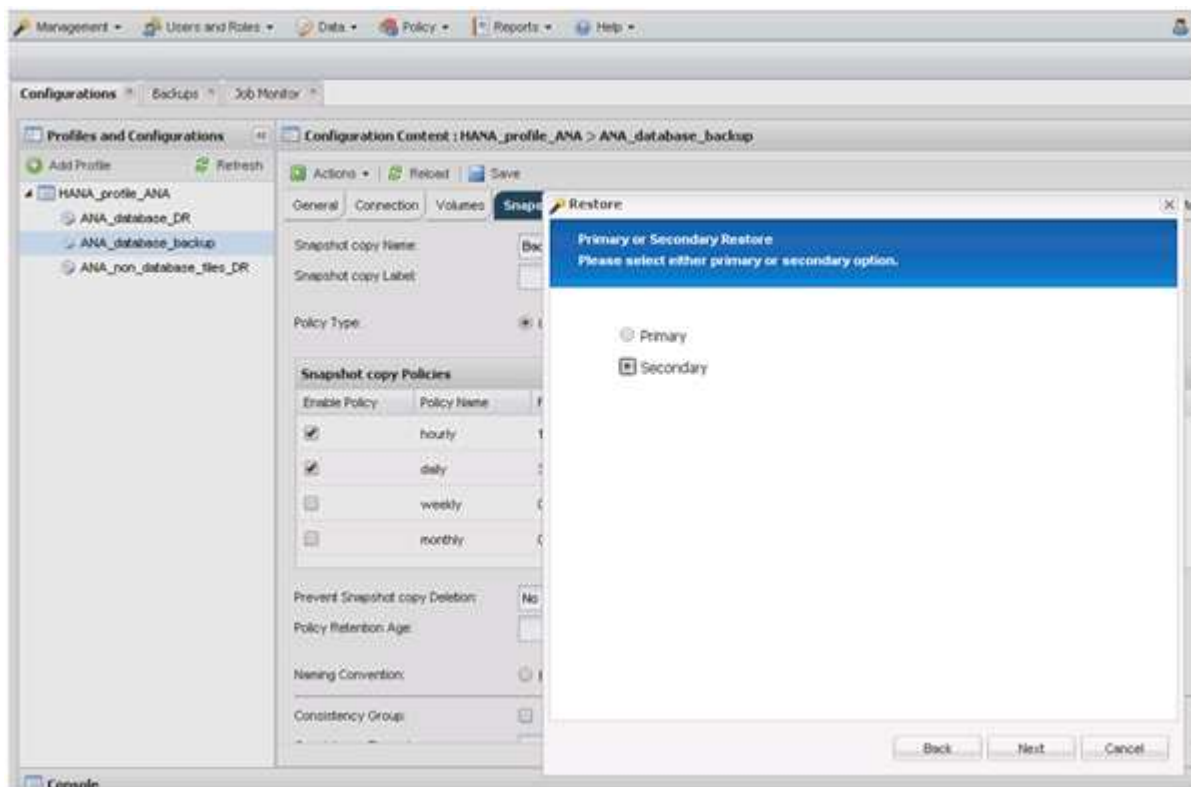 Management Users and Roles Data Policy Reports Help
Configurations Backups Job Monitor
Profiles and Configurations
Add Profile Refresh
HANA_profile_ANA
ANA_database_DR
ANA_database_backup
ANA_non_database_files_DR
Configuration Content : HANA_profile_ANA > ANA_database_backup
Actions Reload Save
General Connection Volumes Snaps
Snapshot copy Name:
Snapshot copy Label:
Policy Type:
Snapshot copy Policies
Enable Policy Policy Name
hourly
daily
weekly
monthly
Prevent Snapshot copy Deletion: No
Policy Retention Age:
Naming Convention:
Consistency Group:
Restore
Primary or Secondary Restore
Please select either primary or secondary option.
Primary
Secondary
Back Next Cancel
Console